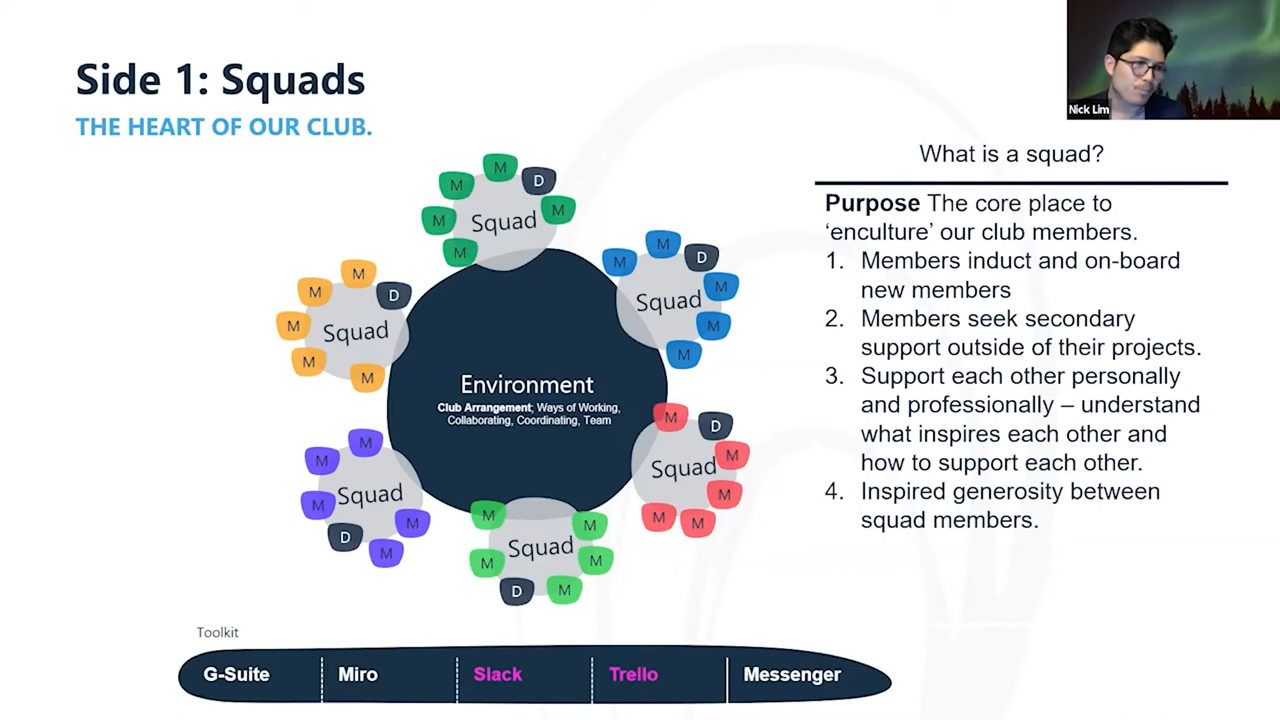 Side 1: Squads
THE HEART OF OUR CLUB.
Nick Lim
What is a squad?
Purpose The core place to
‘enculture’ our club members.
1. Members induct and on-board
new members
2. Members seek secondary
support outside of their projects.
3. Support each other personally
and professionally – understand
what inspires each other and
how to support each other.
4. Inspired generosity between
squad members.
M
M
D
M
M
M
Squad
M
M
D
M
M
M
Squad
M
M
D
M
M
M
Squad
Environment
Club Arrangement; Ways of Working,
Collaborating, Coordinating, Team
M
D
M
M
M
M
Squad
M
M
M
M
D
M
Squad
M
M
M
M
D
M
Squad
Toolkit
G-Suite
Miro
Slack
Trello
Messenger